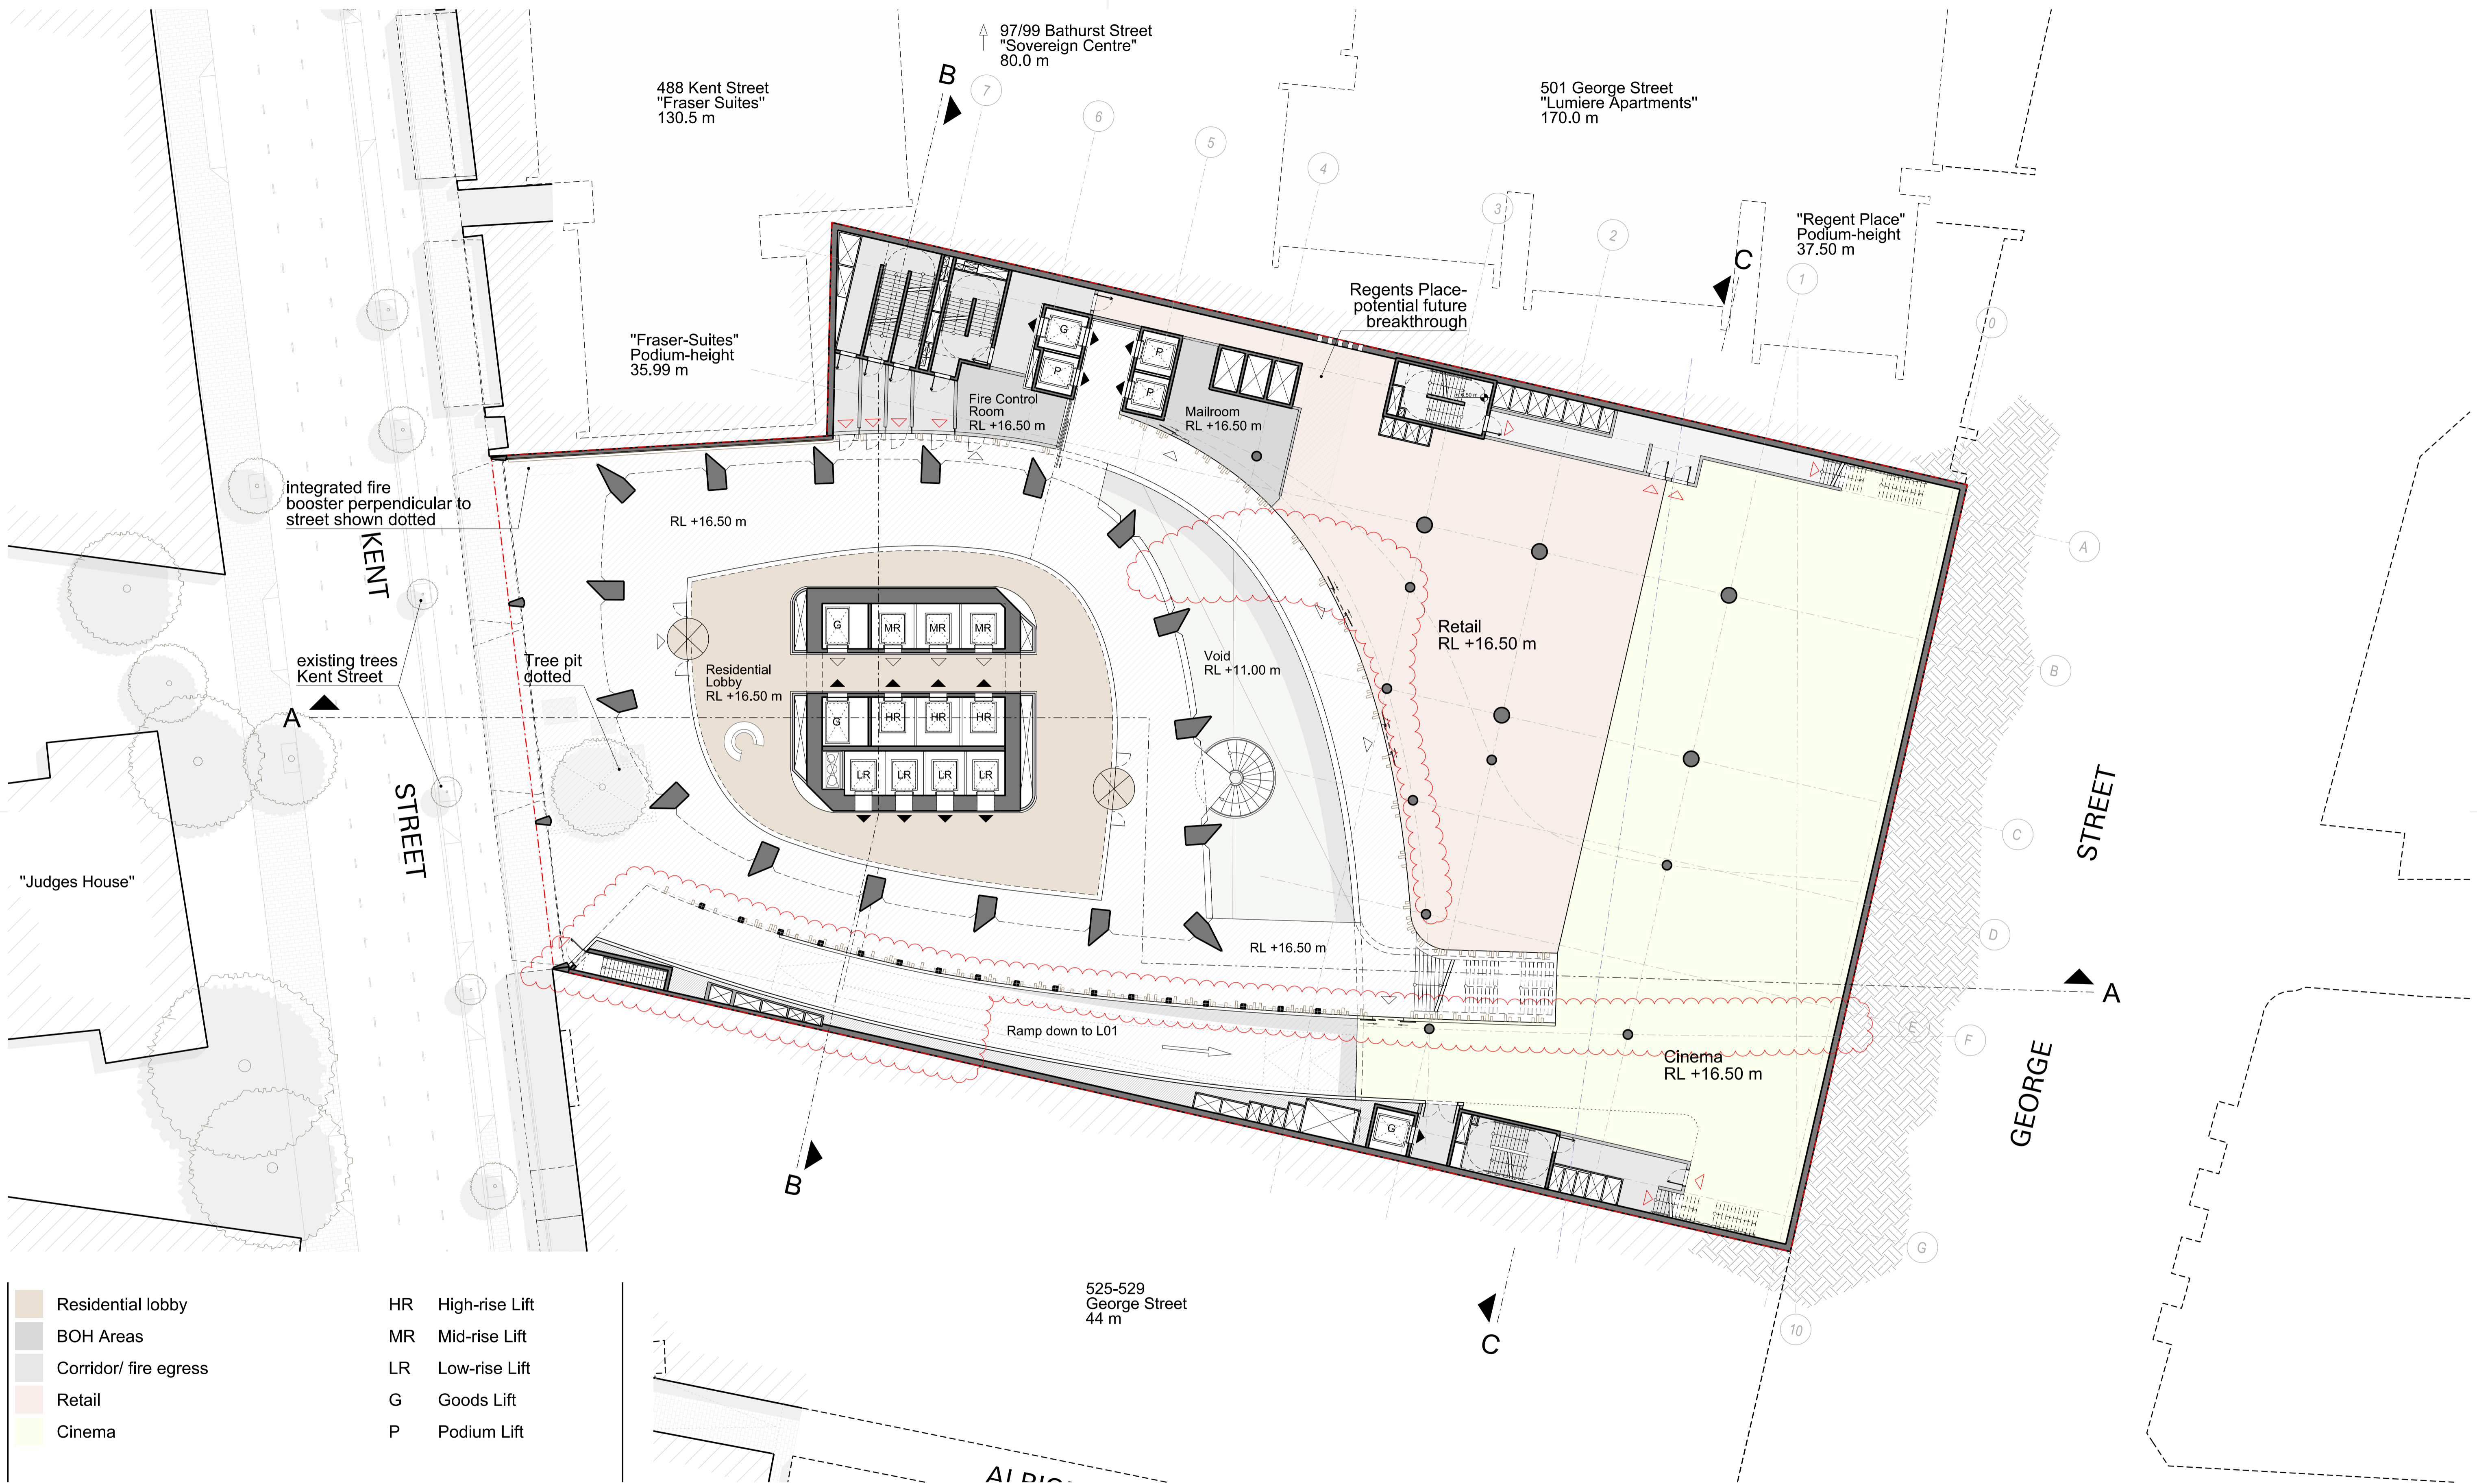 97/99 Bathurst Street
"Sovereign Centre"
80.0 m
B
7
488 Kent Street
"Fraser Suites"
130.5 m
501 George Street
"Lumiere Apartments"
170.0 m
6
5
4
3
2
"Regent Place"
Podium-height
37.50 m
C
1
0
Regents Place-
potential future
breakthrough
"Fraser-Suites"
Podium-height
35.99 m
G
P
P
P
Fire Control
Room
RL +16.50 m
Mailroom
RL +16.50 m
integrated fire
booster perpendicular to
street shown dotted
RL +16.50 m
KENT
STREET
A
existing trees
Kent Street
Tree pit
dotted
G
MR
MR
MR
Residential
Lobby
RL +16.50 m
Void
RL +11.00 m
Retail
RL +16.50 m
B
A
G
HR
HR
HR
LR
LR
LR
LR
STREET
GEORGE
C
"Judges House"
D
RL +16.50 m
A
E
F
Ramp down to L01
Cinema
RL +16.50 m
G
B
G
10
C
525-529
George Street
44 m
Residential lobby
BOH Areas
Corridor/ fire egress
Retail
Cinema
HR High-rise Lift
MR Mid-rise Lift
LR Low-rise Lift
G Goods Lift
P Podium Lift